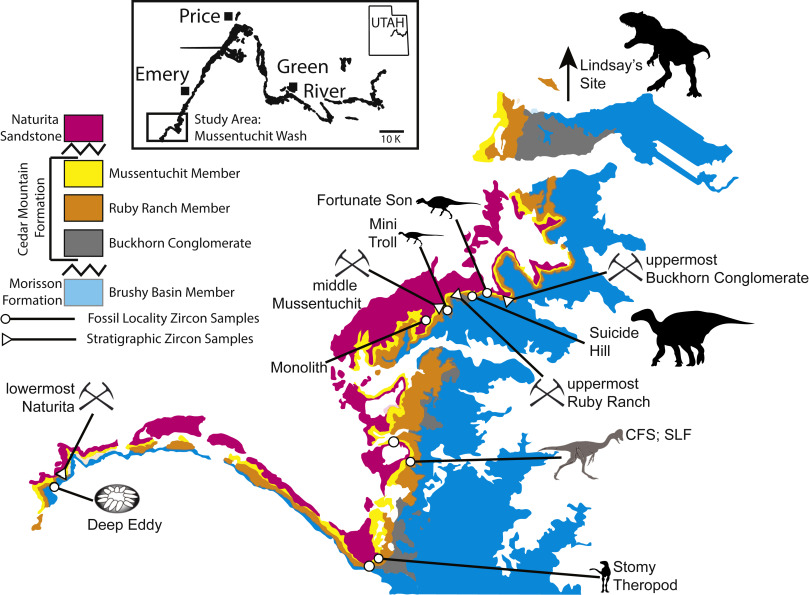 Price
UTAH
Emery
Green
River
Study Area:
Mussentuchit Wash
10 K
Lindsay's
Site
Naturita
Sandstone
Cedar Mountain
Formation
Mussentuchit Member
Ruby Ranch Member
Buckhorn Conglomerate
Morisson
Formation
Brushy Basin Member
Fossil Locality Zircon Samples
Stratigraphic Zircon Samples
Fortunate Son
Mini
Troll
middle
Mussentuchit
uppermost
Buckhorn Conglomerate
Monolith
Suicide
Hill
uppermost
Ruby Ranch
lowermost
Naturita
CFS; SLF
Deep Eddy
Stomy
Theropod